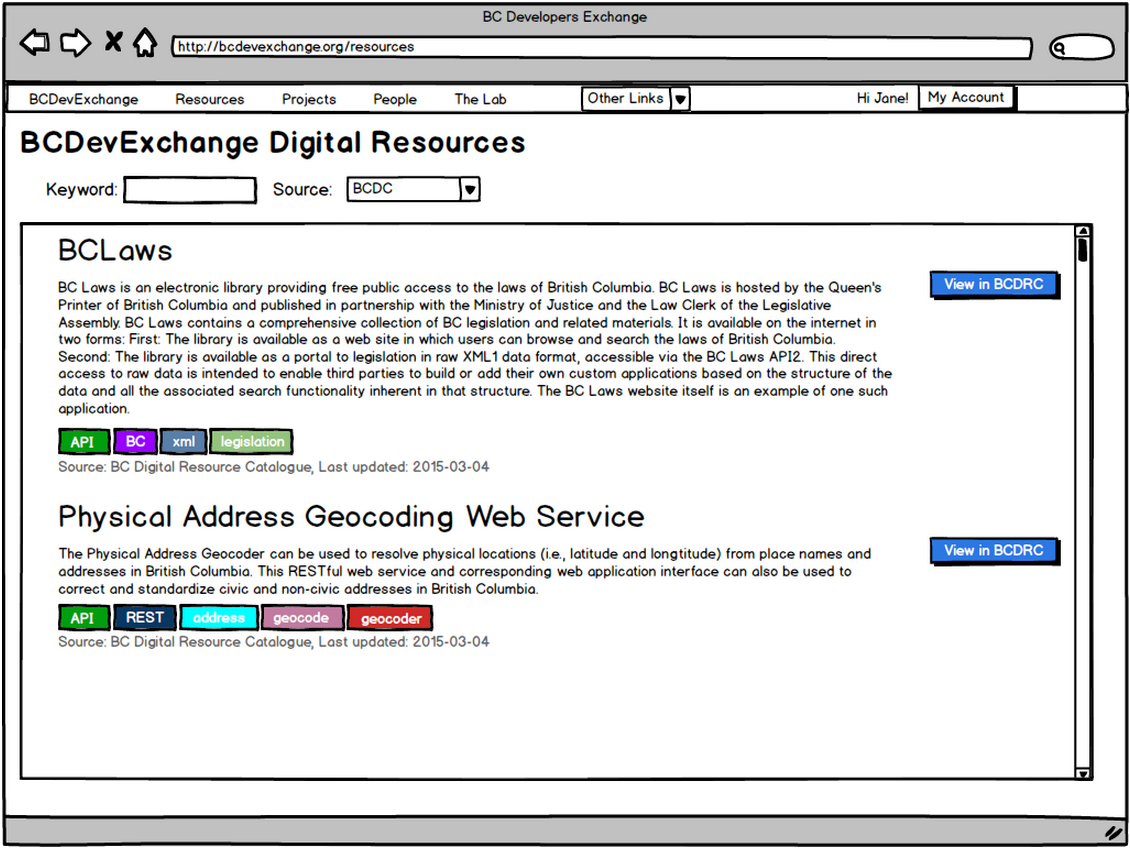 BC Developers Exchange
http://bcdevexchange.org/resources
BCDevExchange Resources Projects People The Lab Other Links Hi Jane! My Account
BCDevExchange Digital Resources
Keyword: Source: BCDC
BCLaws
View in BCDRC
BC Laws is an electronic library providing free public access to the laws of British Columbia. BC Laws is hosted by the Queen's
Printer of British Columbia and published in partnership with the Ministry of Justice and the Law Clerk of the Legislative
Assembly. BC Laws contains a comprehensive collection of BC legislation and related materials. It is available on the internet in
two forms: First: The library is available as a web site in which users can browse and search the laws of British Columbia.
Second: The library is available as a portal to legislation in raw XML1 data format, accessible via the BC Laws API2. This direct
access to raw data is intended to enable third parties to build or add their own custom applications based on the structure of the
data and all the associated search functionality inherent in that structure. The BC Laws website itself is an example of one such
application.
API BC xml legislation
Source: BC Digital Resource Catalogue, Last updated: 2015-03-04
Physical Address Geocoding Web Service
View in BCDRC
The Physical Address Geocoder can be used to resolve physical locations (i.e., latitude and longtitude) from place names and
addresses in British Columbia. This RESTful web service and corresponding web application interface can also be used to
correct and standardize civic and non-civic addresses in British Columbia.
API REST address geocode geocoder
Source: BC Digital Resource Catalogue, Last updated: 2015-03-04